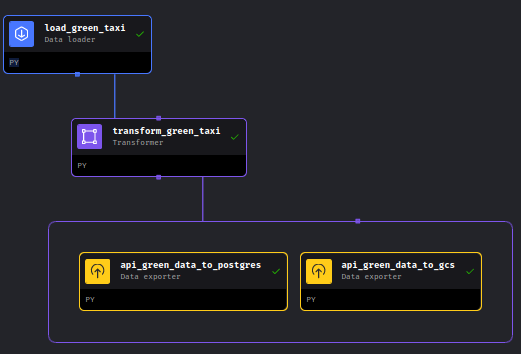 load_green_taxi
Data loader
PY
transform_green_taxi
Transformer
PY
api_green_data_to_postgres
Data exporter
PY
api_green_data_to_gcs
Data exporter
PY